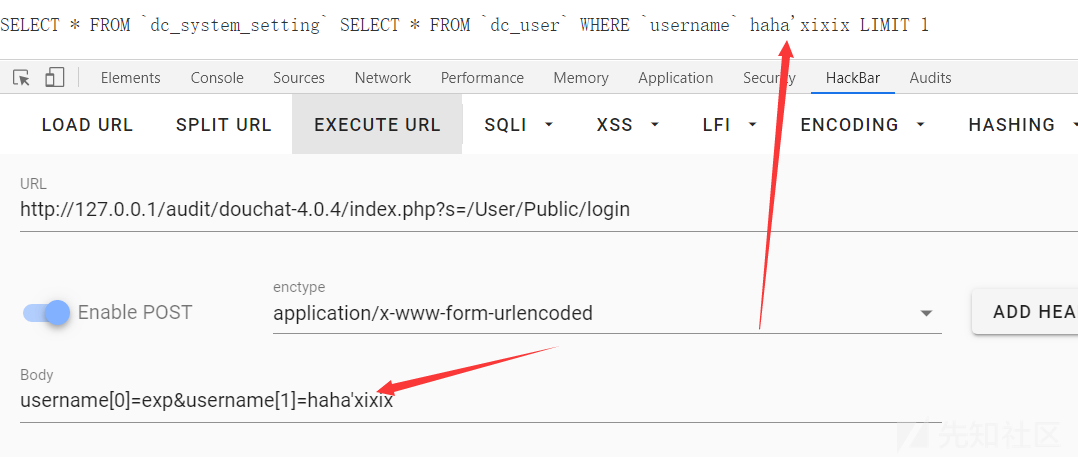 SELECT * FROM `dc_system_setting` SELECT * FROM `dc_user` WHERE `username` haha'xixix LIMIT 1
Elements Console Sources Network Performance Memory Application Security HackBar Audits
LOAD URL SPLIT URL EXECUTE URL SQLI XSS LFI ENCODING HASHING
URL
http://127.0.0.1/audit/douchat-4.0.4/index.php?s=/User/Public/login
enctype
Enable POST application/x-www-form-urlencoded ADD HEA
Body
username[0]=exp&username[1]=haha'xixix
先知社区